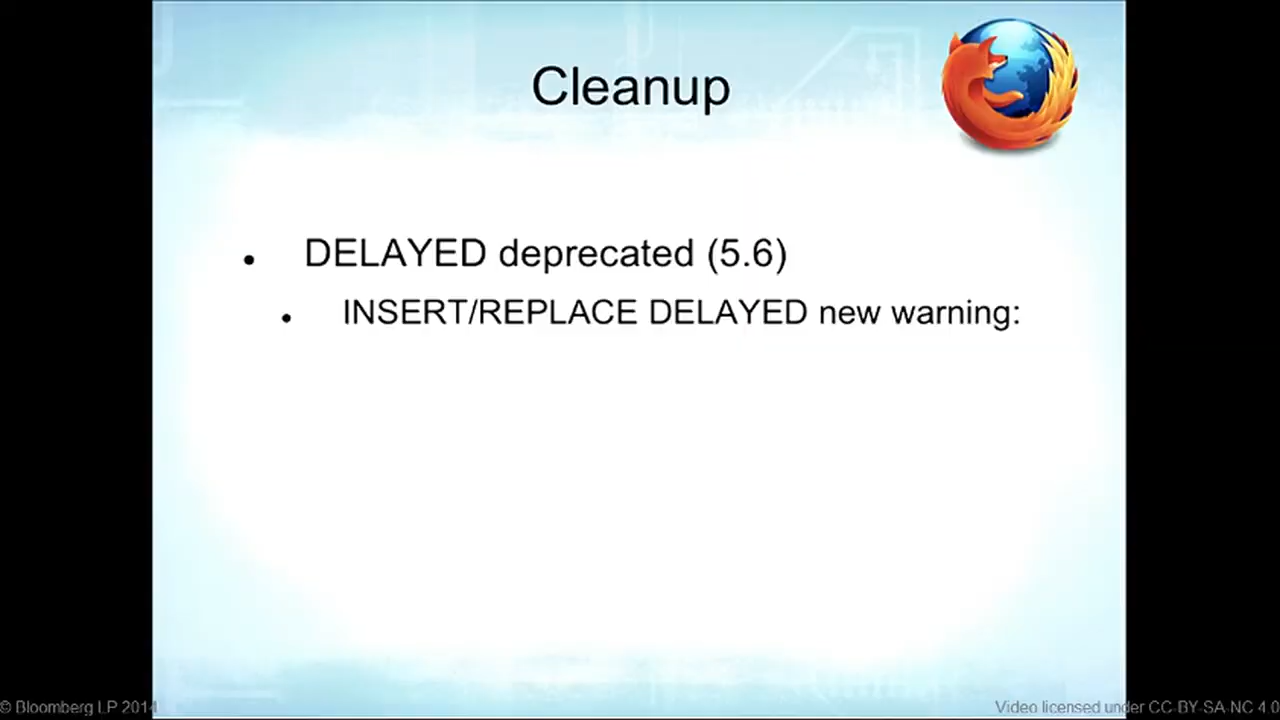 Cleanup
• DELAYED deprecated (5.6)
• INSERT/REPLACE DELAYED new warning:
© Bloomberg LP 2014
Video licensed under CC-BY-SA-NC 4.0